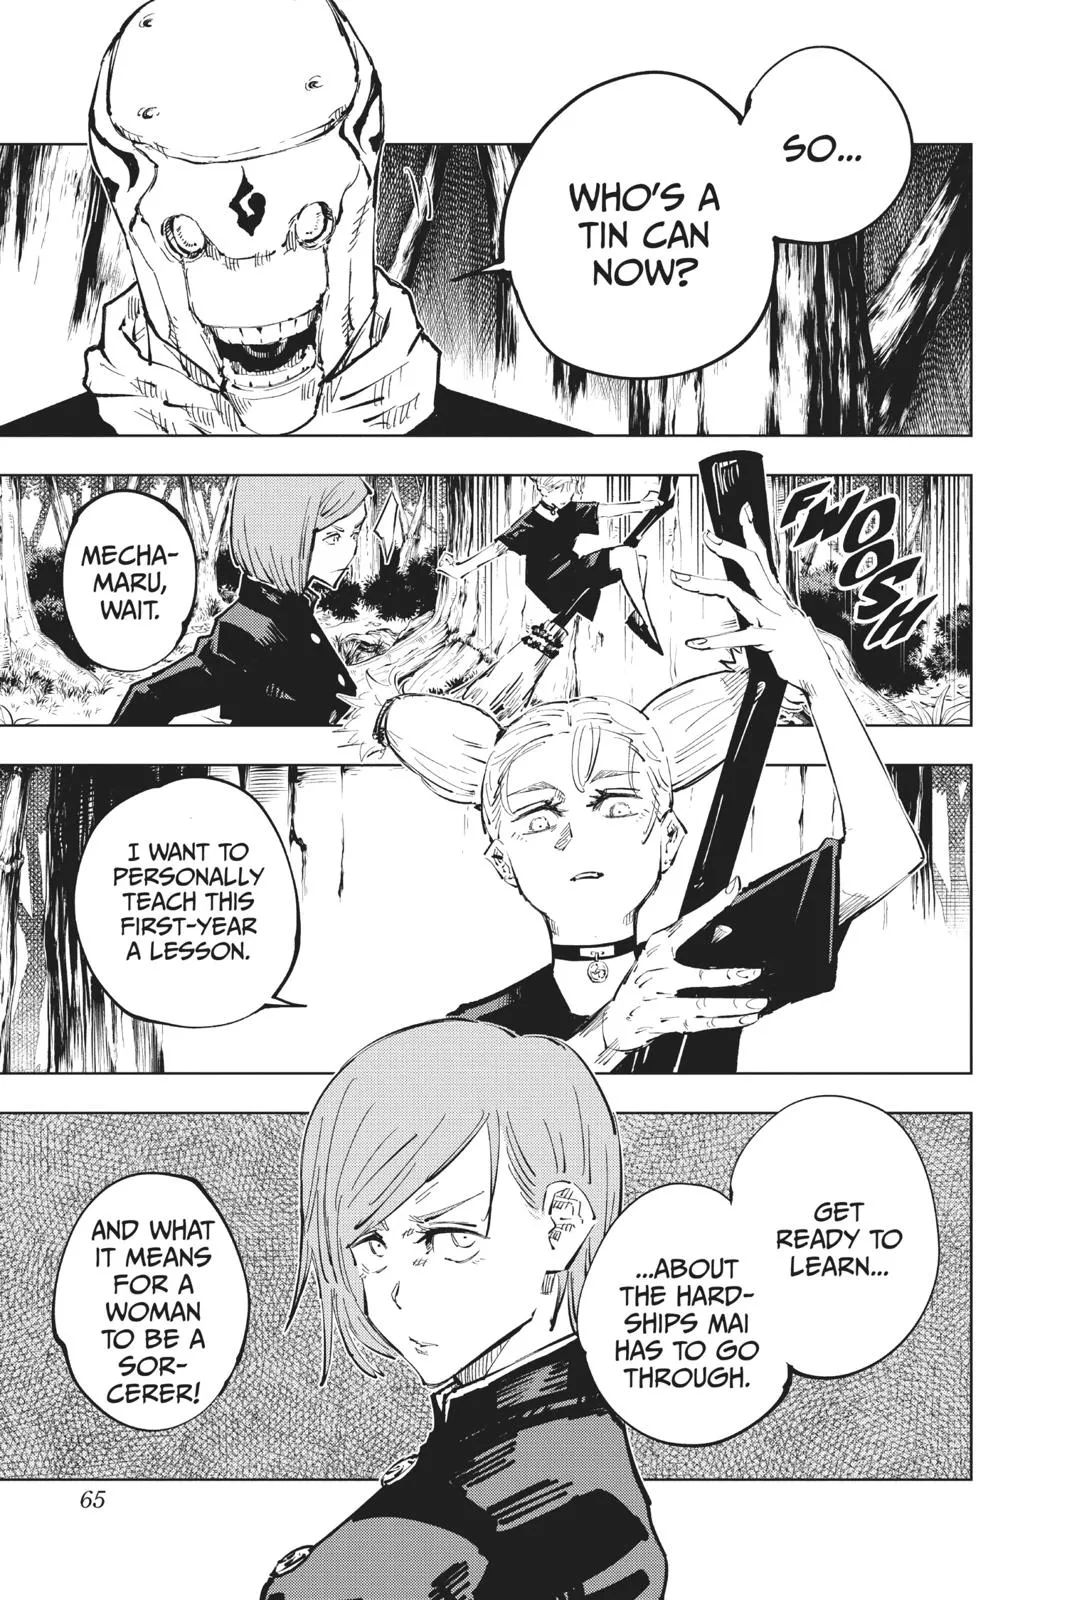 SO...
WHO'S A
TIN CAN
NOW?
FWOOSH
MECHA-
MARU,
WAIT.
I WANT TO
PERSONALLY
TEACH THIS
FIRST-YEAR
A LESSON.
GET
READY TO
LEARN...
...ABOUT
THE HARD-
SHIPS MAI
HAS TO GO
THROUGH.
AND WHAT
IT MEANS
FOR A
WOMAN
TO BE A
SOR-
CERER!
65